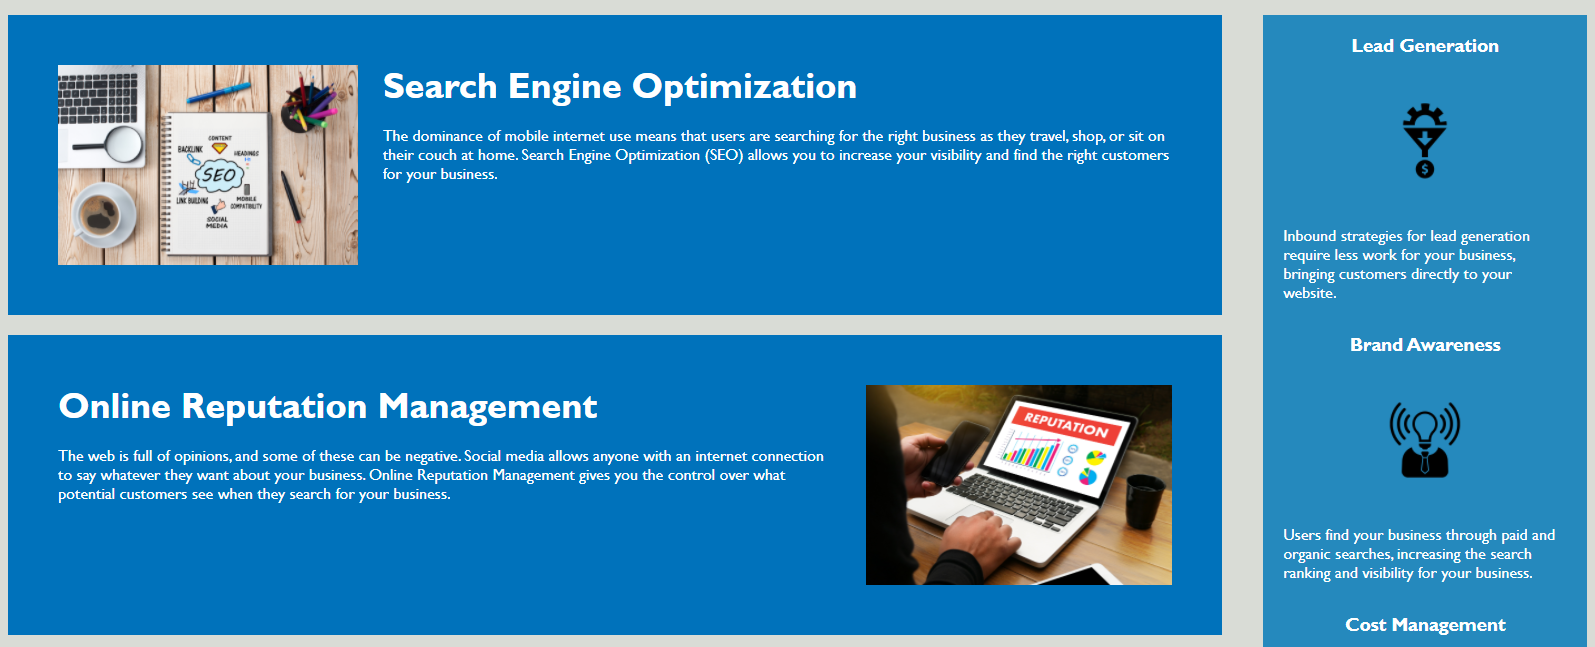 Search Engine Optimization
The dominance of mobile internet use means that users are searching for the right business as they travel, shop, or sit on
their couch at home. Search Engine Optimization (SEO) allows you to increase your visibility and find the right customers
for your business.
CONTENT
BACKLINK
HEADINGS
SEO
LINK BUILDING
MOBILE
COMPATIBILITY
SOCIAL
MEDIA
Online Reputation Management
The web is full of opinions, and some of these can be negative. Social media allows anyone with an internet connection
to say whatever they want about your business. Online Reputation Management gives you the control over what
potential customers see when they search for your business.
REPUTATION
Lead Generation
$
Inbound strategies for lead generation
require less work for your business,
bringing customers directly to your
website.
Brand Awareness
Users find your business through paid and
organic searches, increasing the search
ranking and visibility for your business.
Cost Management